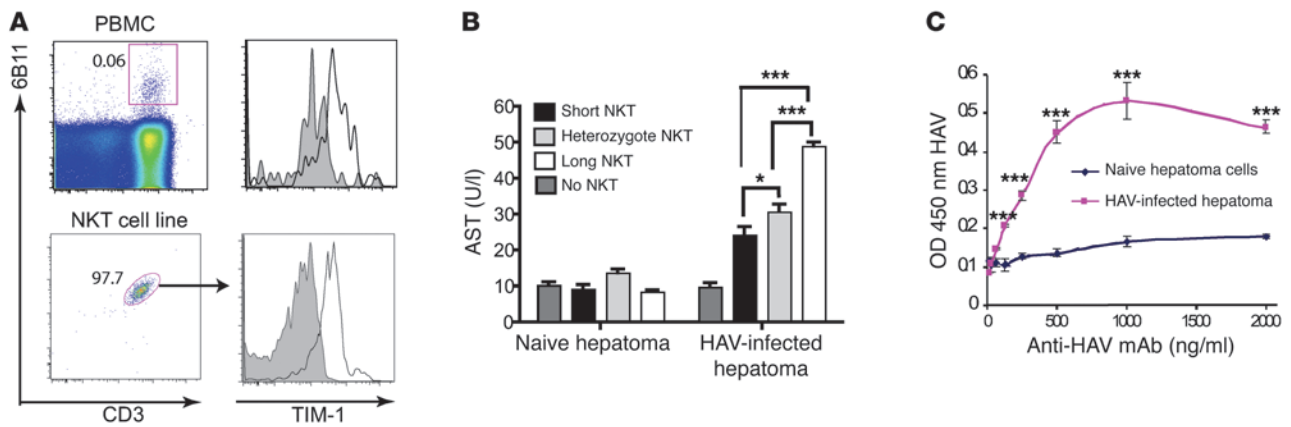 A
PBMC
6B11
0.06
NKT cell line
97.7
CD3
TIM-1
B
AST (U/l)
60
50
40
30
20
10
0
Short NKT
Heterozygote NKT
Long NKT
No NKT
***
***
*
Naive hepatoma
HAV-infected
hepatoma
C
OD 450 nm HAV
06
05
04
03
02
01
0
***
***
***
***
***
Naive hepatoma cells
HAV-infected hepatoma
0
500
1000
1500
2000
Anti-HAV mAb (ng/ml)